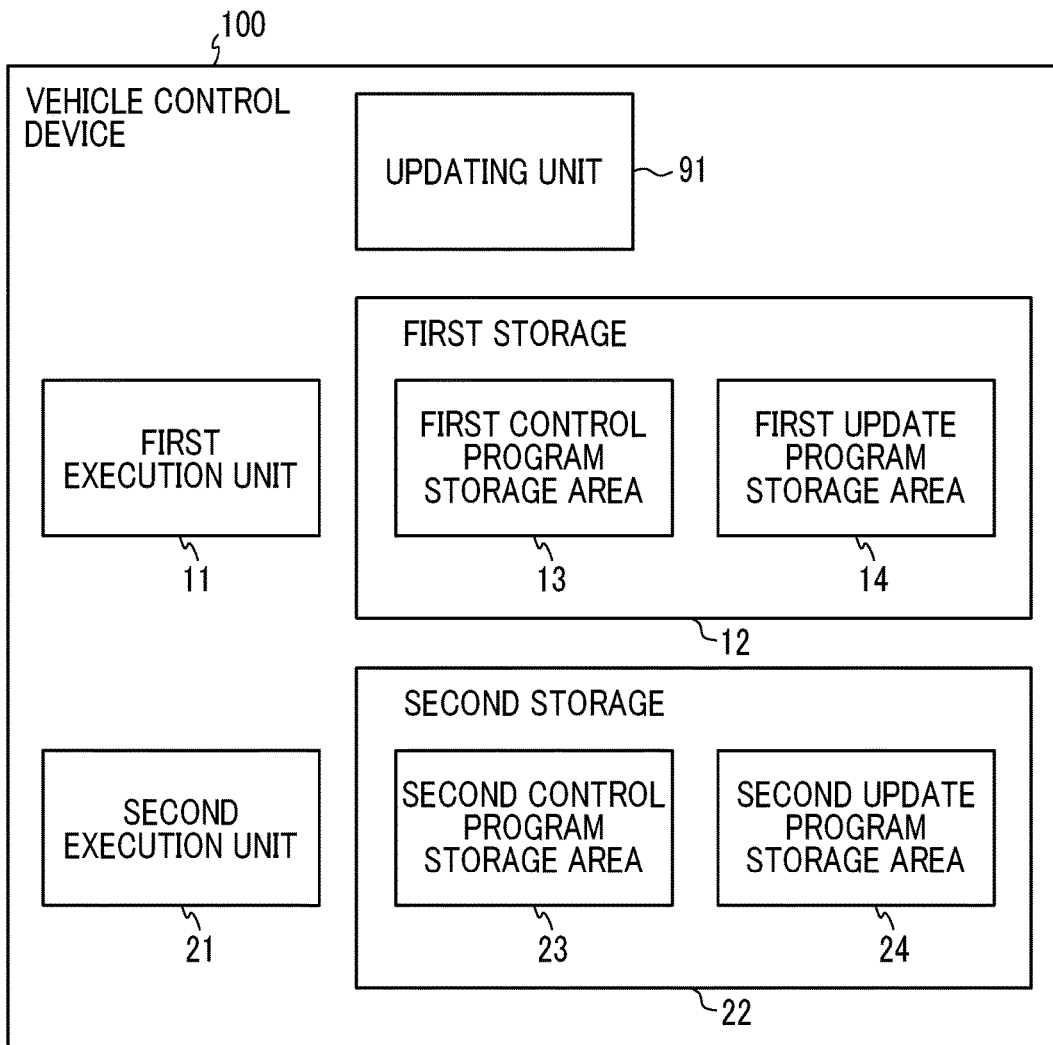 100
VEHICLE CONTROL
DEVICE
UPDATING UNIT
91
FIRST STORAGE
FIRST
EXECUTION UNIT
11
FIRST CONTROL
PROGRAM
STORAGE AREA
13
FIRST UPDATE
PROGRAM
STORAGE AREA
14
12
SECOND STORAGE
SECOND
EXECUTION UNIT
21
SECOND CONTROL
PROGRAM
STORAGE AREA
23
SECOND UPDATE
PROGRAM
STORAGE AREA
24
22